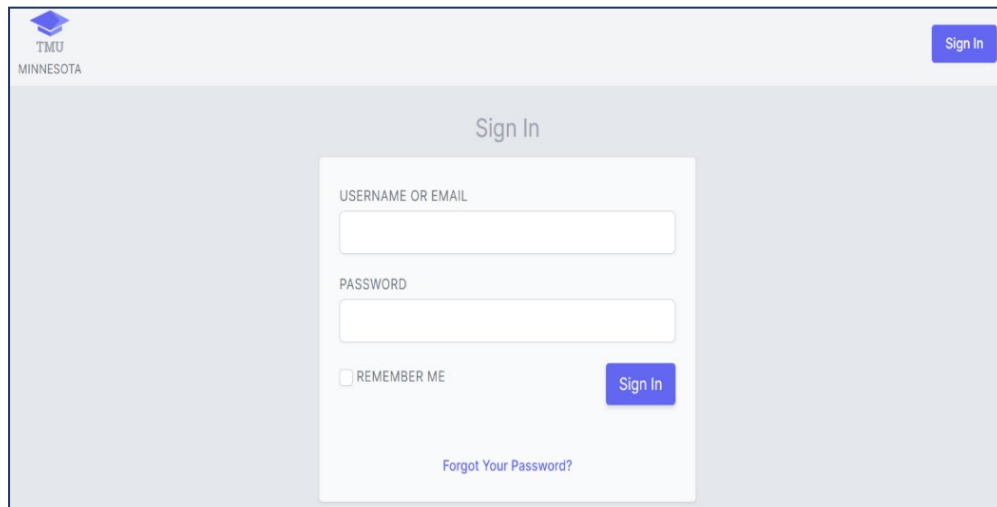 TMU
MINNESOTA
Sign In
Sign In
USERNAME OR EMAIL
PASSWORD
REMEMBER ME
Sign In
Forgot Your Password?